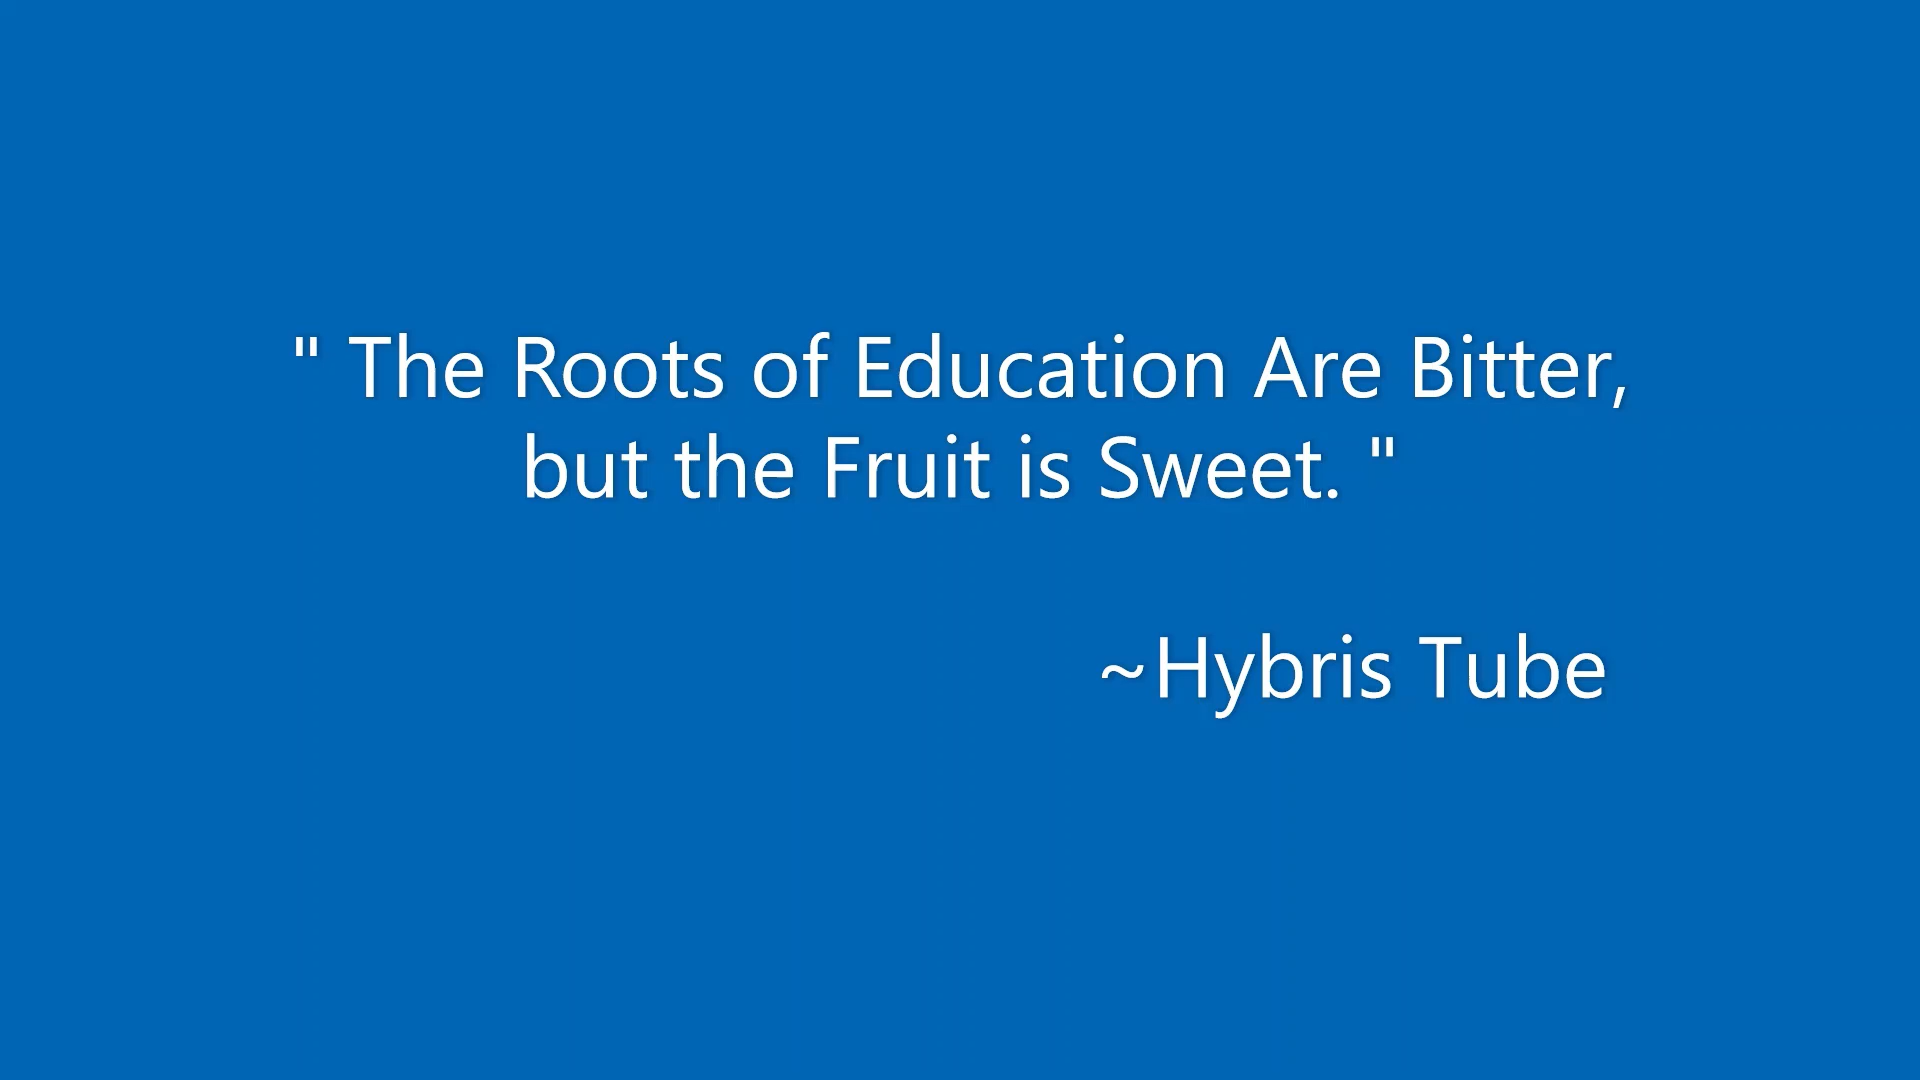 " The Roots of Education Are Bitter,
but the Fruit is Sweet. "
~Hybris Tube